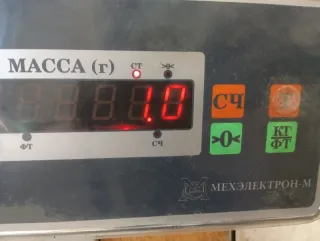 МАССА (г) СТ >0<
1.0 СЧ
>0< КГ ФТ
ФТ СЧ
МЕХЭЛЕКТРОН-М